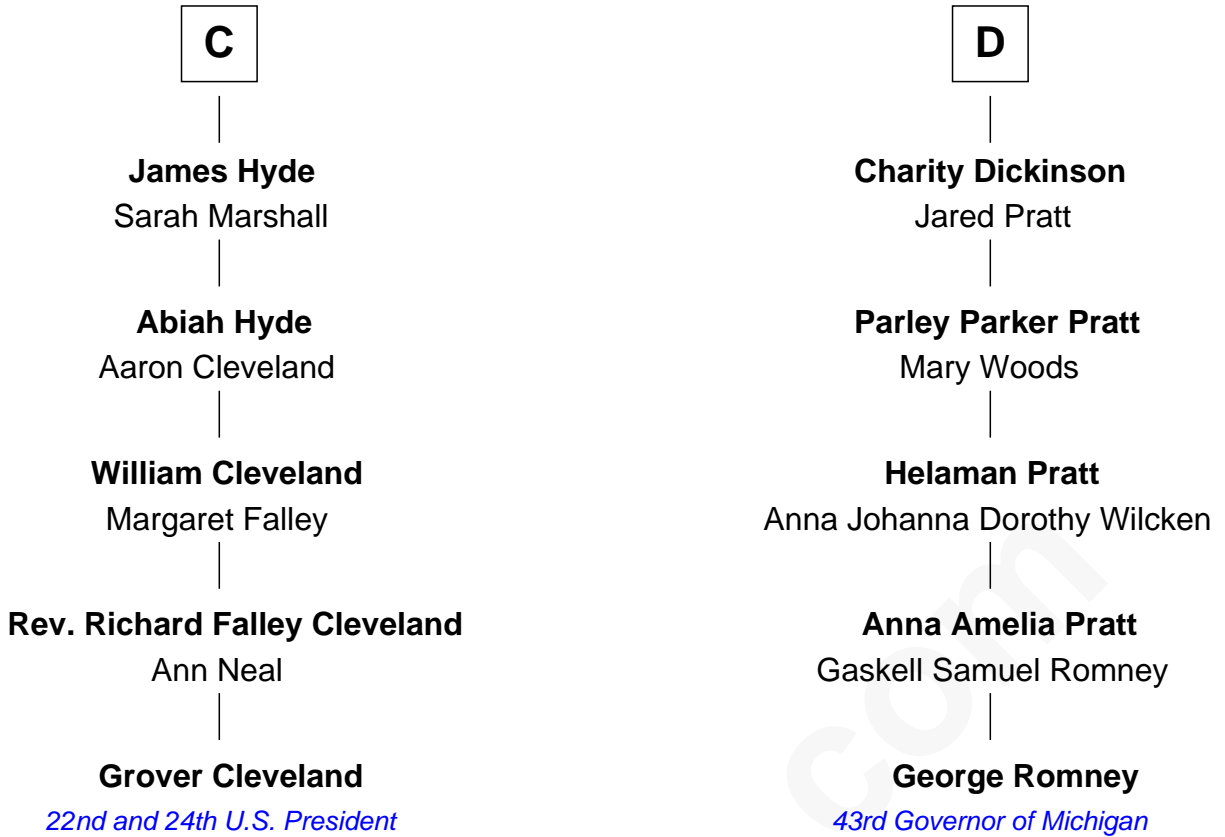 C
D
James Hyde
Sarah Marshall
Charity Dickinson
Jared Pratt
Abiah Hyde
Aaron Cleveland
Parley Parker Pratt
Mary Woods
William Cleveland
Margaret Falley
Helaman Pratt
Anna Johanna Dorothy Wilcken
Rev. Richard Falley Cleveland
Ann Neal
Anna Amelia Pratt
Gaskell Samuel Romney
Grover Cleveland
22nd and 24th U.S. President
George Romney
43rd Governor of Michigan
com